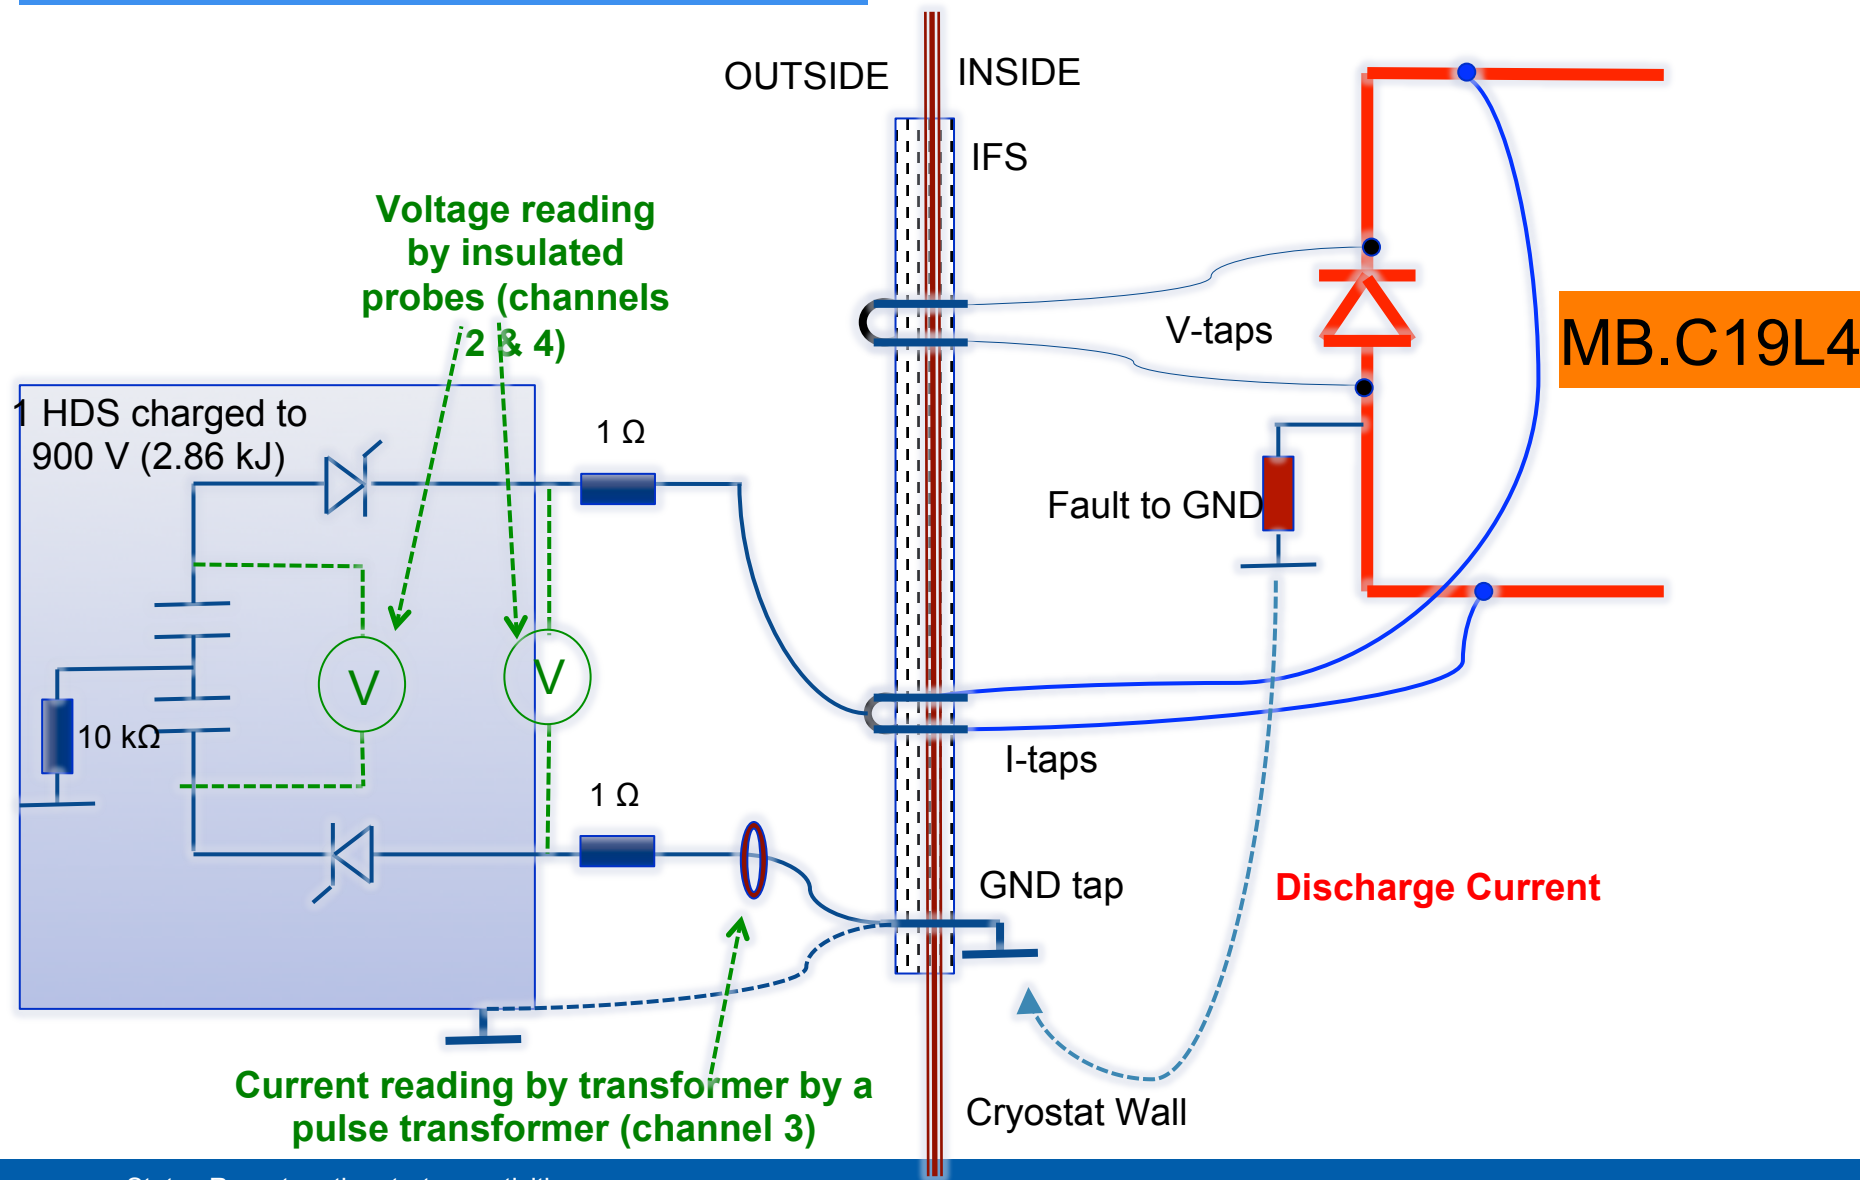 OUTSIDE
INSIDE
IFS
Voltage reading
by insulated
probes (channels
2 & 4)
V-taps
MB.C19L4
1 HDS charged to
900 V (2.86 kJ)
1 Ω
Fault to GND
V
V
10 kΩ
I-taps
1 Ω
GND tap
Discharge Current
Current reading by transformer by a
pulse transformer (channel 3)
Cryostat Wall